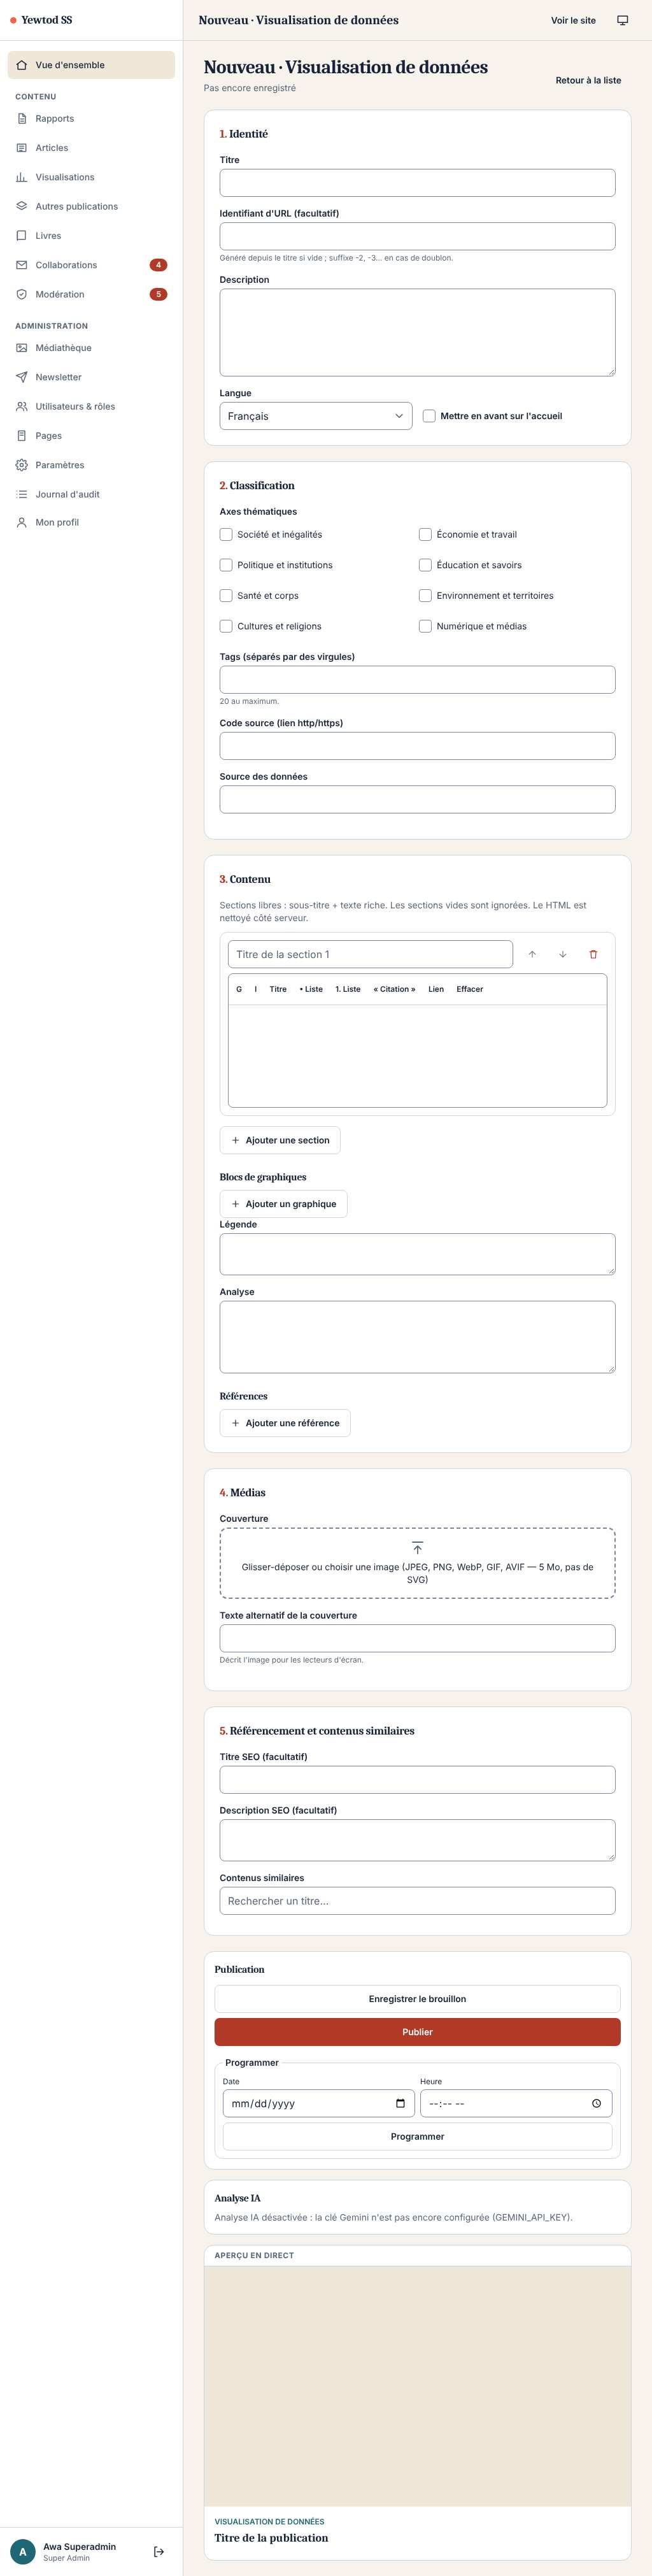 Yewtod SS
Vue d'ensemble
CONTENU
Rapports
Articles
Visualisations
Autres publications
Livres
Collaborations 4
Modération 5
ADMINISTRATION
Médiathèque
Newsletter
Utilisateurs & rôles
Pages
Paramètres
Journal d'audit
Mon profil
A
Awa Superadmin
Super Admin
Nouveau · Visualisation de données
Voir le site
Nouveau · Visualisation de données
Pas encore enregistré
Retour à la liste
1. Identité
Titre
Identifiant d'URL (facultatif)
Généré depuis le titre si vide ; suffixe -2, -3… en cas de doublon.
Description
Langue
Français
Mettre en avant sur l'accueil
2. Classification
Axes thématiques
Société et inégalités
Économie et travail
Politique et institutions
Éducation et savoirs
Santé et corps
Environnement et territoires
Cultures et religions
Numérique et médias
Tags (séparés par des virgules)
20 au maximum.
Code source (lien http/https)
Source des données
3. Contenu
Sections libres : sous-titre + texte riche. Les sections vides sont ignorées. Le HTML est
nettoyé côté serveur.
Titre de la section 1
G I Titre • Liste 1. Liste « Citation » Lien Effacer
Ajouter une section
Blocs de graphiques
Ajouter un graphique
Légende
Analyse
Références
Ajouter une référence
4. Médias
Couverture
Glisser-déposer ou choisir une image (JPEG, PNG, WebP, GIF, AVIF — 5 Mo, pas de
SVG)
Texte alternatif de la couverture
Décrit l'image pour les lecteurs d'écran.
5. Référencement et contenus similaires
Titre SEO (facultatif)
Description SEO (facultatif)
Contenus similaires
Rechercher un titre…
Publication
Enregistrer le brouillon
Publier
Programmer
Date
Heure
mm/dd/yyyy
--:-- --
Programmer
Analyse IA
Analyse IA désactivée : la clé Gemini n'est pas encore configurée (GEMINI_API_KEY).
APERÇU EN DIRECT
VISUALISATION DE DONNÉES
Titre de la publication